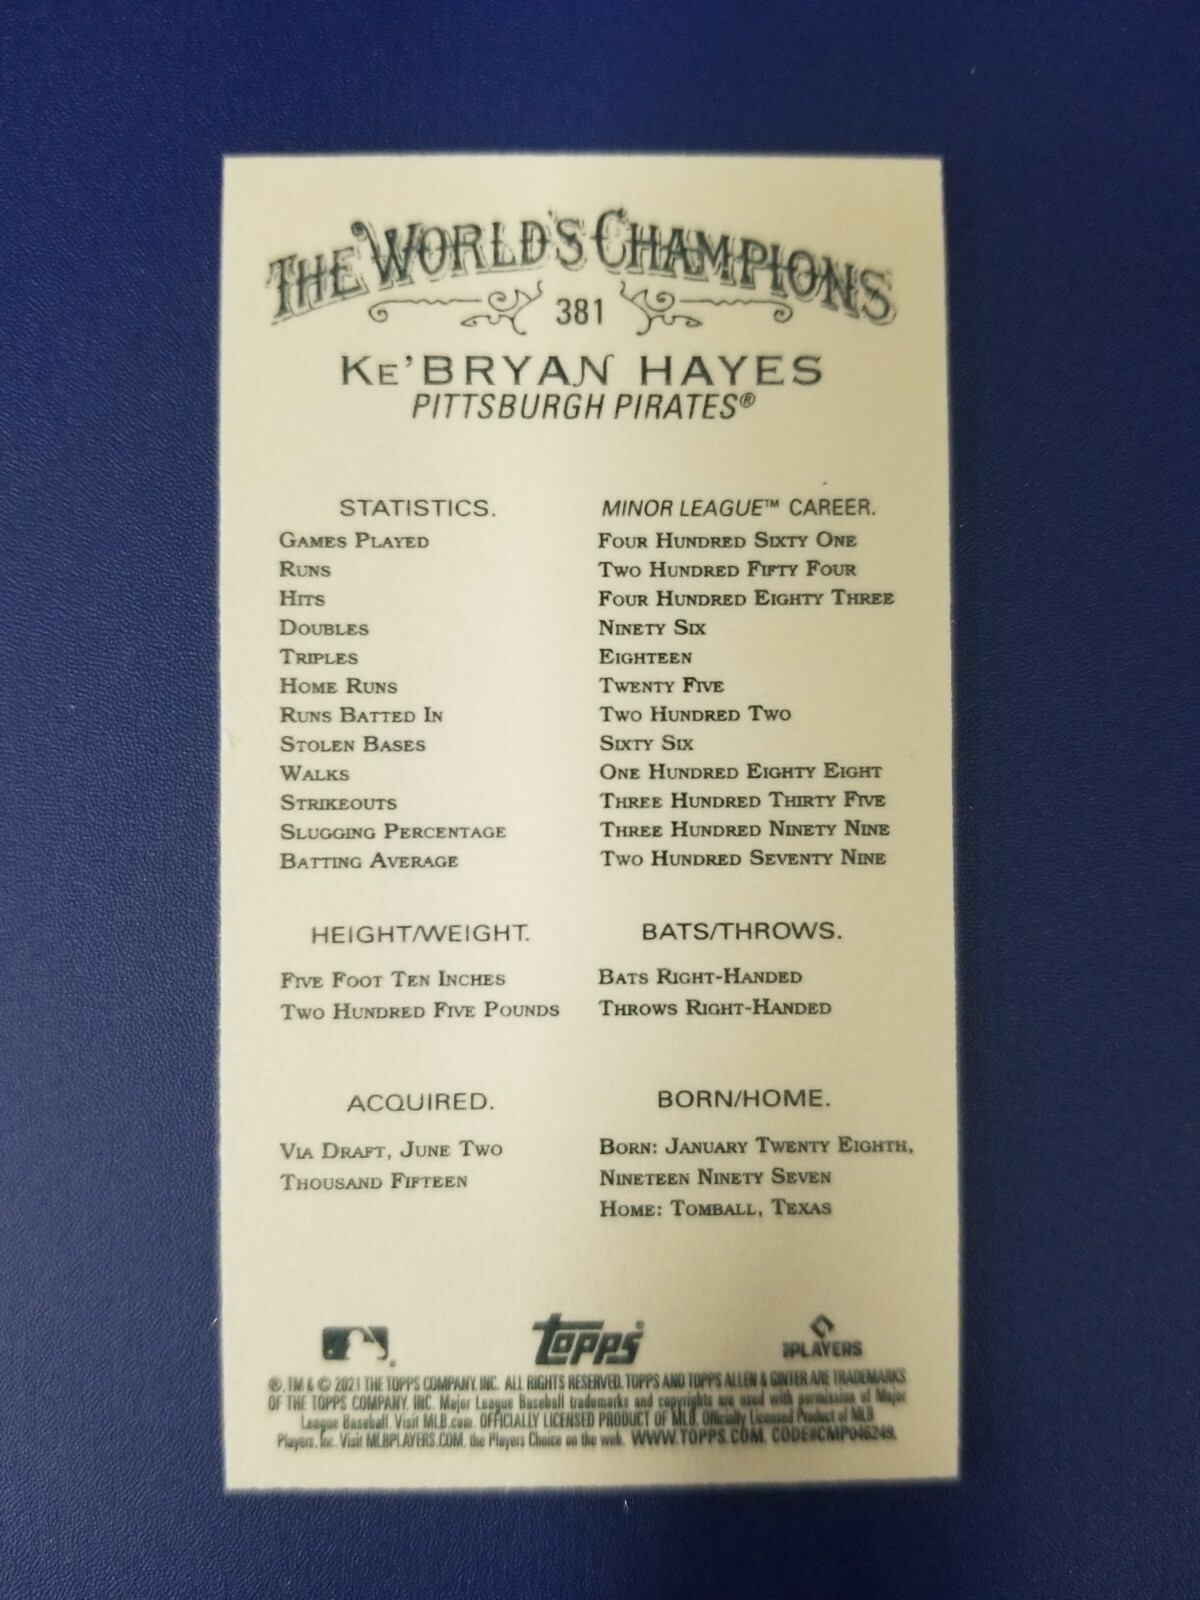 THE WORLD'S CHAMPIONS
381
KE'BRYAN HAYES
PITTSBURGH PIRATES®
STATISTICS. MINOR LEAGUE™ CAREER.
GAMES PLAYED FOUR HUNDRED SIXTY ONE
RUNS TWO HUNDRED FIFTY FOUR
HITS FOUR HUNDRED EIGHTY THREE
DOUBLES NINETY SIX
TRIPLES EIGHTEEN
HOME RUNS TWENTY FIVE
RUNS BATTED IN TWO HUNDRED TWO
STOLEN BASES SIXTY SIX
WALKS ONE HUNDRED EIGHTY EIGHT
STRIKEOUTS THREE HUNDRED THIRTY FIVE
SLUGGING PERCENTAGE THREE HUNDRED NINETY NINE
BATTING AVERAGE TWO HUNDRED SEVENTY NINE
HEIGHT/WEIGHT. BATS/THROWS.
FIVE FOOT TEN INCHES BATS RIGHT-HANDED
TWO HUNDRED FIVE POUNDS THROWS RIGHT-HANDED
ACQUIRED. BORN/HOME.
VIA DRAFT, JUNE TWO BORN: JANUARY TWENTY EIGHTH,
THOUSAND FIFTEEN NINETEEN NINETY SEVEN
HOME: TOMBALL, TEXAS
topps® PLAYERS
®, TM & © 2021 THE TOPPS COMPANY, INC. ALL RIGHTS RESERVED. TOPPS AND TOPPS ALLEN & GINTER ARE TRADEMARKS
OF THE TOPPS COMPANY, INC. Major League Baseball trademarks and copyrights are used with permission of Major
League Baseball. Visit MLB.com. OFFICIALLY LICENSED PRODUCT OF MLB. Officially Licensed Product of MLB
Players, Inc. Visit MLBPLAYERS.COM, the Players Choice on the web. WWW.TOPPS.COM. CODE#CMP046249.